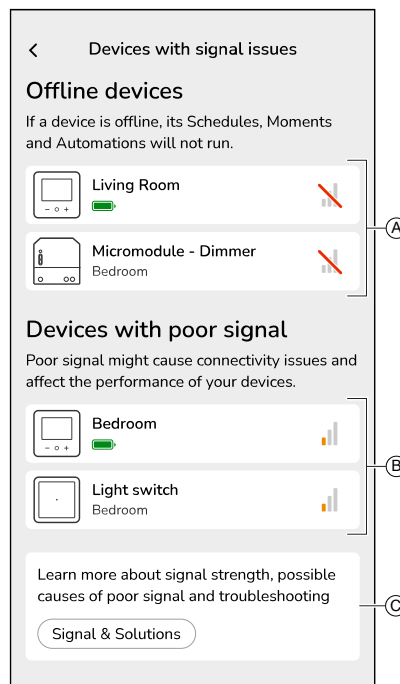 Devices with signal issues
Offline devices
If a device is offline, its Schedules, Moments
and Automations will not run.
Living Room
A
Micromodule - Dimmer
Bedroom
Devices with poor signal
Poor signal might cause connectivity issues and
affect the performance of your devices.
Bedroom
B
Light switch
Bedroom
Learn more about signal strength, possible
causes of poor signal and troubleshooting
C
Signal & Solutions